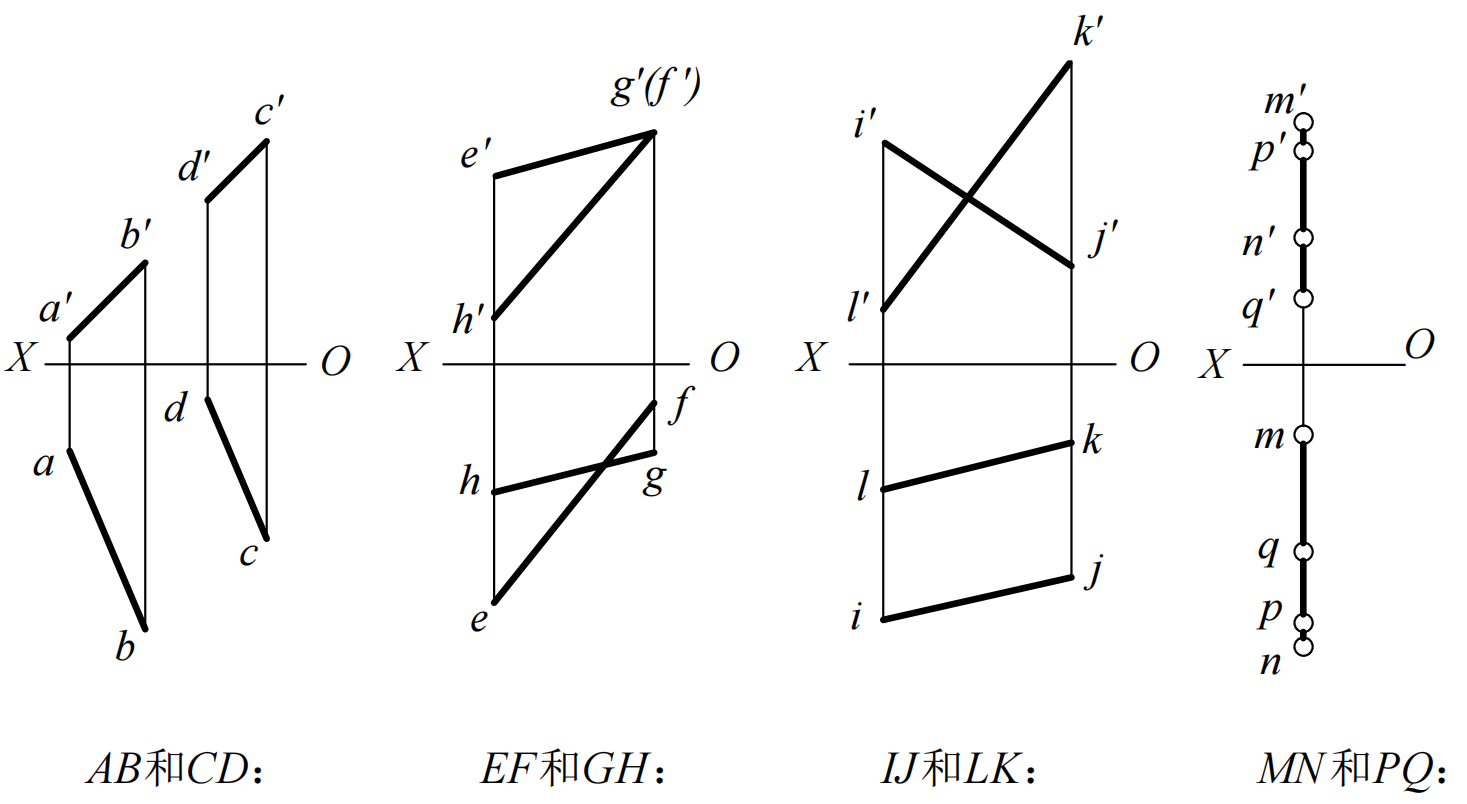 k'
g'(f')
m'
c'
i'
p'
e'
d'
b'
j'
n'
a'
h'
l'
q'
X
O
X
O
X
O
X
O
d
f
k
m
a
h
g
l
q
c
j
p
b
e
i
n
AB和CD：
EF和GH：
IJ和LK：
MN和PQ：